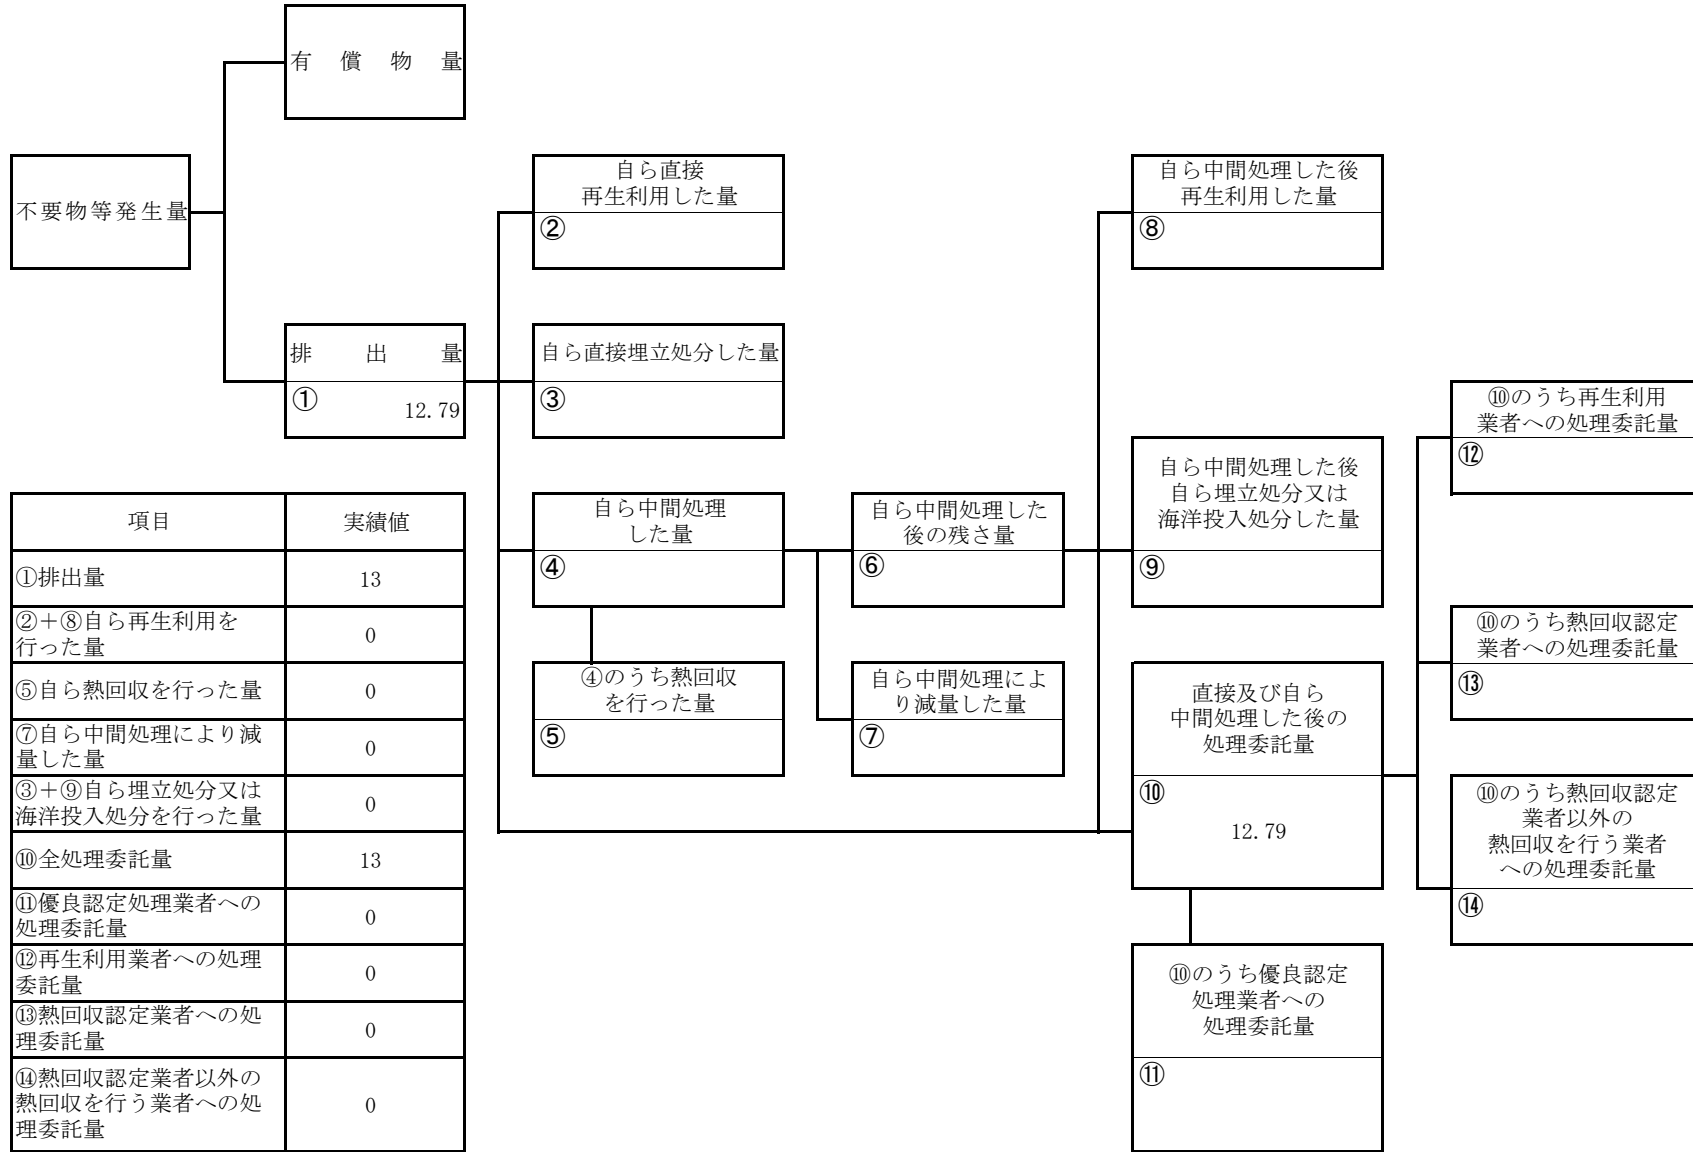 有償物量
不要物等発生量
自ら直接
再生利用した量
②
自ら中間処理した後
再生利用した量
⑧
排出量
①
12.79
自ら直接埋立処分した量
③
自ら中間処理した後
自ら埋立処分又は
海洋投入処分した量
⑨
⑩のうち再生利用
業者への処理委託量
⑫
自ら中間処理
した量
④
自ら中間処理した
後の残さ量
⑥
④のうち熱回収
を行った量
⑤
自ら中間処理によ
り減量した量
⑦
直接及び自ら
中間処理した後の
処理委託量
⑩
12.79
⑩のうち熱回収認定
業者への処理委託量
⑬
⑩のうち熱回収認定
業者以外の
熱回収を行う業者
への処理委託量
⑭
⑩のうち優良認定
処理業者への
処理委託量
⑪
項目 実績値
①排出量 13
②+⑧自ら再生利用を
行った量 0
⑤自ら熱回収を行った量 0
⑦自ら中間処理により減
量した量 0
③+⑨自ら埋立処分又は
海洋投入処分を行った量 0
⑩全処理委託量 13
⑪優良認定処理業者への
処理委託量 0
⑫再生利用業者への処理
委託量 0
⑬熱回収認定業者への処
理委託量 0
⑭熱回収認定業者以外の
熱回収を行う業者への処
理委託量 0